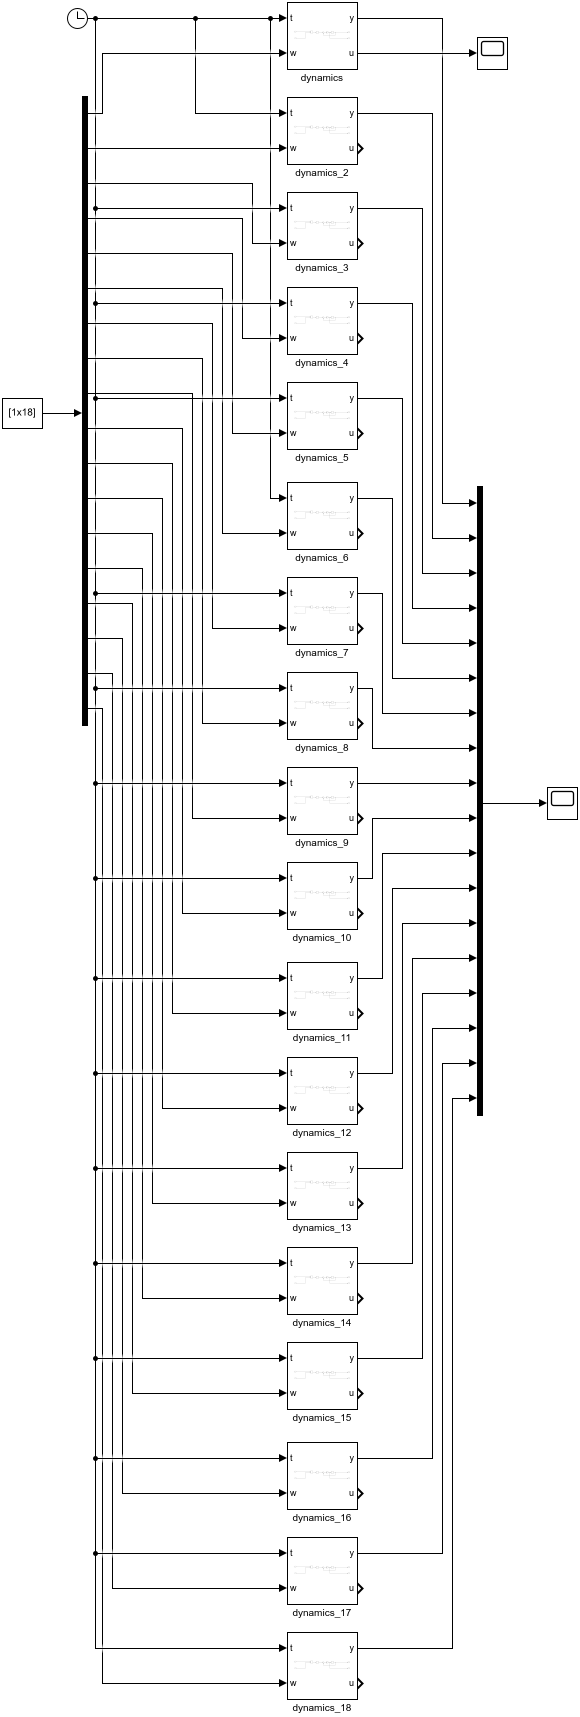 t y
w u
dynamics
t y
w u
dynamics_2
t y
w u
dynamics_3
t y
w u
dynamics_4
t y
w u
dynamics_5
[1x18]
t y
w u
dynamics_6
t y
w u
dynamics_7
t y
w u
dynamics_8
t y
w u
dynamics_9
t y
w u
dynamics_10
t y
w u
dynamics_11
t y
w u
dynamics_12
t y
w u
dynamics_13
t y
w u
dynamics_14
t y
w u
dynamics_15
t y
w u
dynamics_16
t y
w u
dynamics_17
t y
w u
dynamics_18